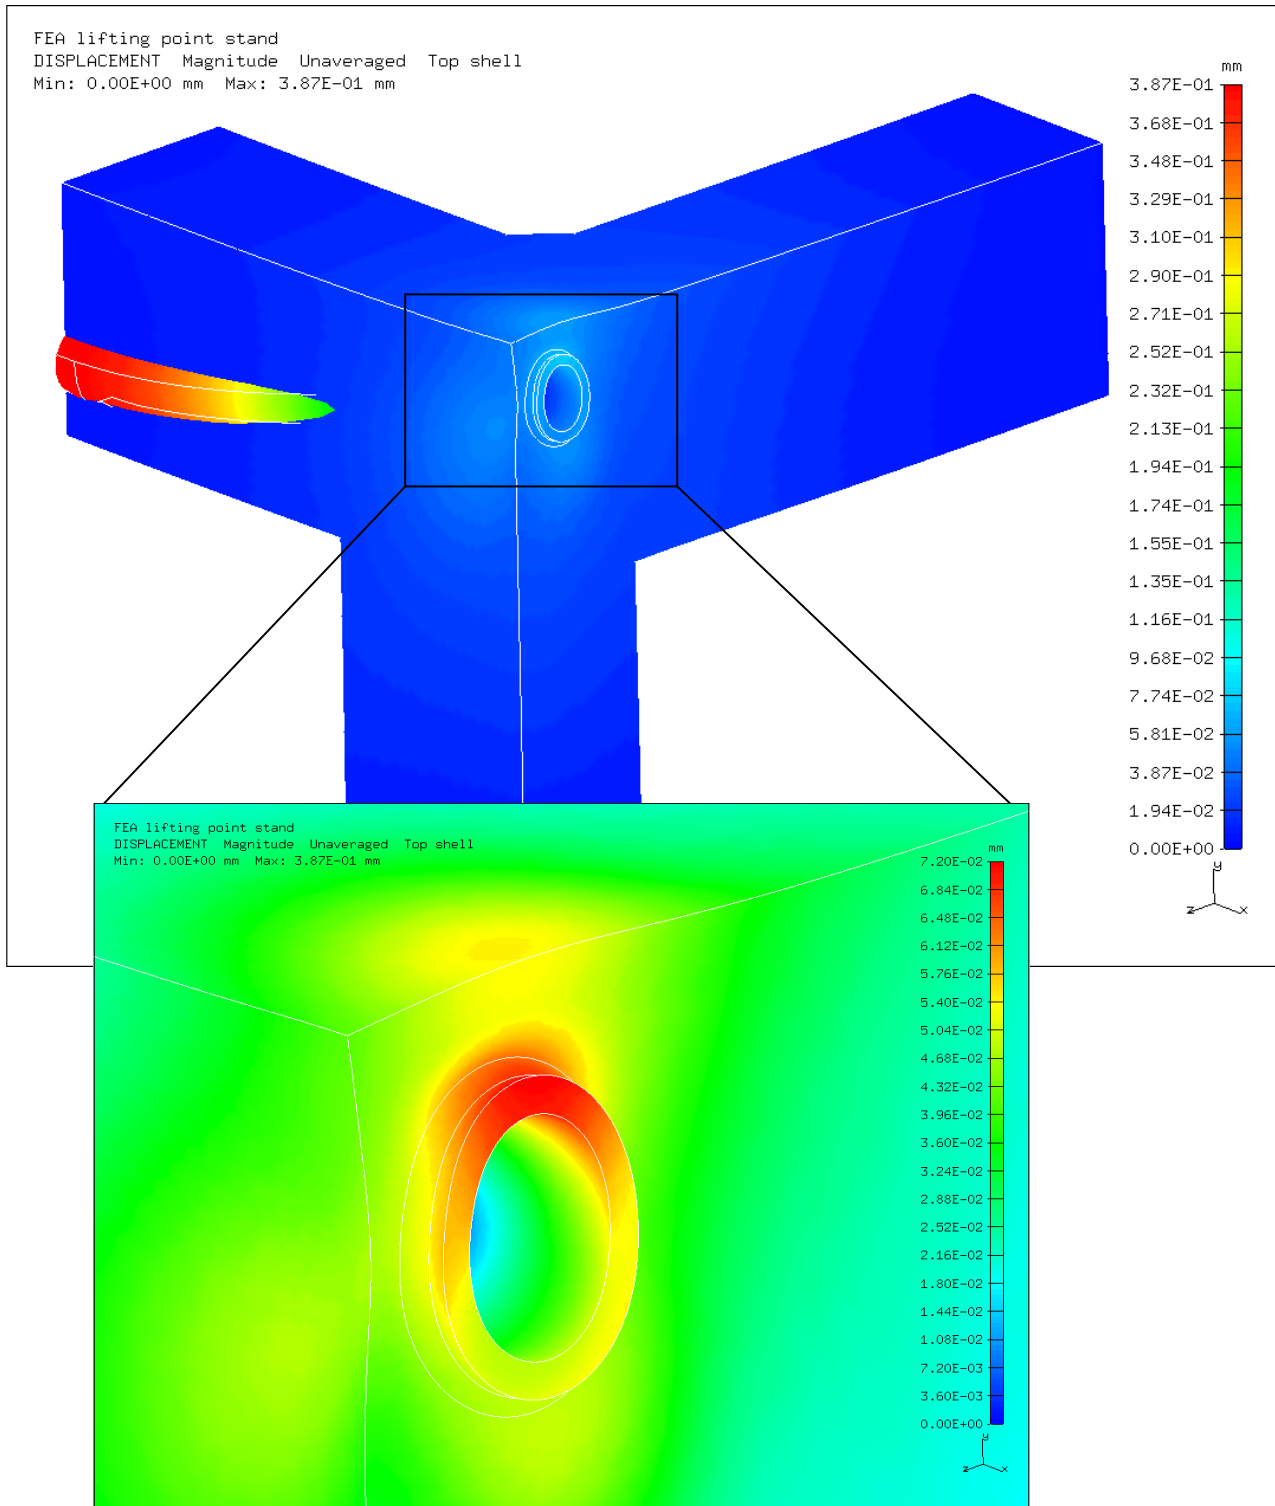 FEA lifting point stand
DISPLACEMENT Magnitude Unaveraged Top shell
Min: 0.00E+00 mm Max: 3.87E-01 mm
mm
3.87E-01
3.68E-01
3.48E-01
3.29E-01
3.10E-01
2.90E-01
2.71E-01
2.52E-01
2.32E-01
2.13E-01
1.94E-01
1.74E-01
1.55E-01
1.35E-01
1.16E-01
9.68E-02
7.74E-02
5.81E-02
3.87E-02
1.94E-02
0.00E+00
y
z x
FEA lifting point stand
DISPLACEMENT Magnitude Unaveraged Top shell
Min: 0.00E+00 mm Max: 3.87E-01 mm
mm
7.20E-02
6.84E-02
6.48E-02
6.12E-02
5.76E-02
5.40E-02
5.04E-02
4.68E-02
4.32E-02
3.96E-02
3.60E-02
3.24E-02
2.88E-02
2.52E-02
2.16E-02
1.80E-02
1.44E-02
1.08E-02
7.20E-03
3.60E-03
0.00E+00
y
z x